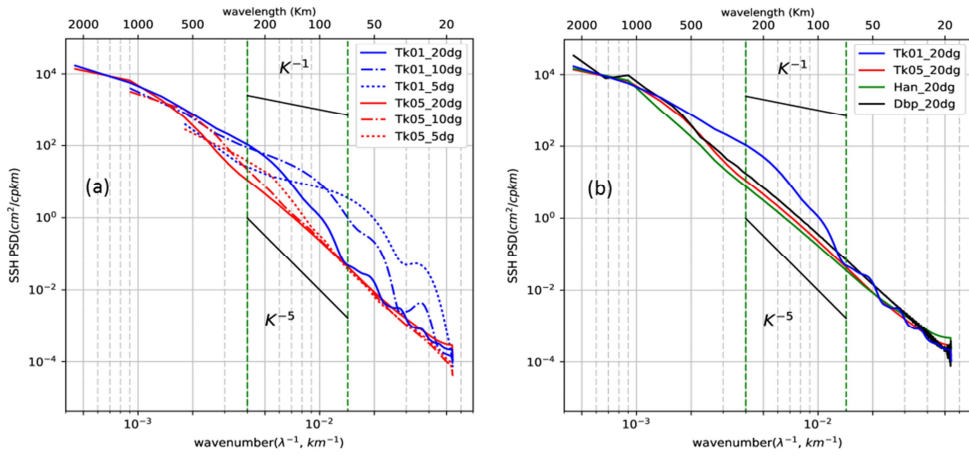 wavelength (Km)
2000 1000 500 200 100 50 20
Tk01_20dg
Tk01_10dg
Tk01_5dg
Tk05_20dg
Tk05_10dg
Tk05_5dg
K⁻¹
(a)
K⁻⁵
SSH PSD(cm²/cpkm)
10⁴
10²
10⁰
10⁻²
10⁻⁴
10⁻³ 10⁻²
wavenumber(λ⁻¹, km⁻¹)
wavelength (Km)
2000 1000 500 200 100 50 20
Tk01_20dg
Tk05_20dg
Han_20dg
Dbp_20dg
K⁻¹
(b)
K⁻⁵
SSH PSD(cm²/cpkm)
10⁴
10²
10⁰
10⁻²
10⁻⁴
10⁻³ 10⁻²
wavenumber(λ⁻¹, km⁻¹)